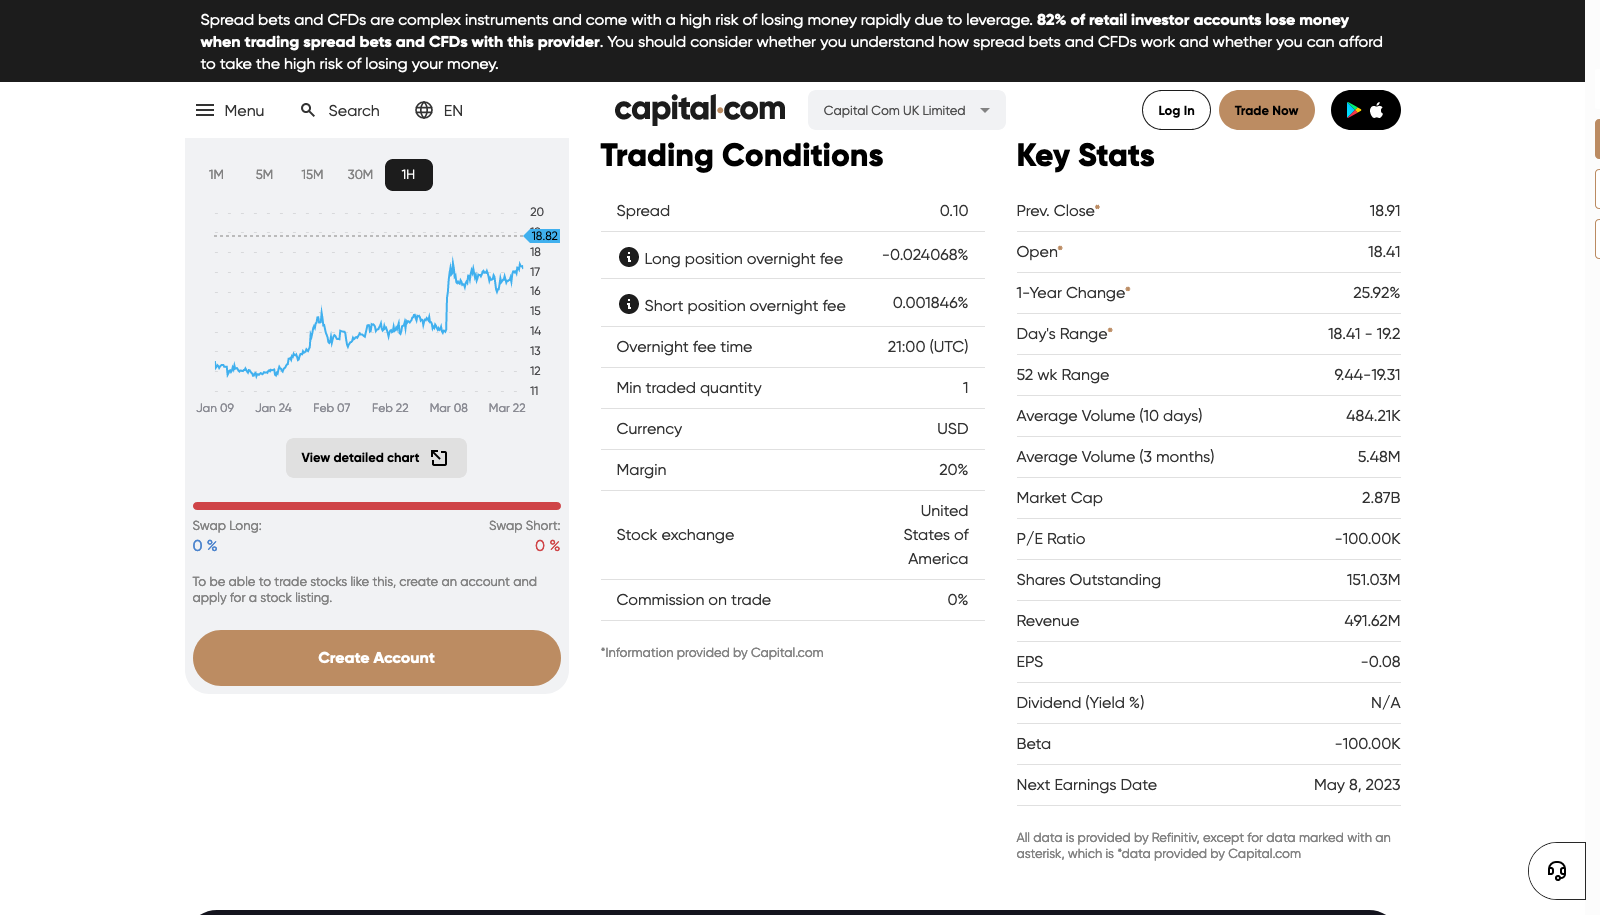 Spread bets and CFDs are complex instruments and come with a high risk of losing money rapidly due to leverage. 82% of retail investor accounts lose money
when trading spread bets and CFDs with this provider. You should consider whether you understand how spread bets and CFDs work and whether you can afford
to take the high risk of losing your money.
Menu
Search
EN
capital.com
Capital Com UK Limited
Log In
Trade Now
1M 5M 15M 30M 1H
20
18.82
18
17
16
15
14
13
12
11
Jan 09 Jan 24 Feb 07 Feb 22 Mar 08 Mar 22
View detailed chart
Swap Long: Swap Short:
0 % 0 %
To be able to trade stocks like this, create an account and
apply for a stock listing.
Create Account
Trading Conditions
Spread 0.10
Long position overnight fee -0.024068%
Short position overnight fee 0.001846%
Overnight fee time 21:00 (UTC)
Min traded quantity 1
Currency USD
Margin 20%
Stock exchange United
States of
America
Commission on trade 0%
*Information provided by Capital.com
Key Stats
Prev. Close* 18.91
Open* 18.41
1-Year Change* 25.92%
Day's Range* 18.41 - 19.2
52 wk Range 9.44-19.31
Average Volume (10 days) 484.21K
Average Volume (3 months) 5.48M
Market Cap 2.87B
P/E Ratio -100.00K
Shares Outstanding 151.03M
Revenue 491.62M
EPS -0.08
Dividend (Yield %) N/A
Beta -100.00K
Next Earnings Date May 8, 2023
All data is provided by Refinitiv, except for data marked with an
asterisk, which is *data provided by Capital.com